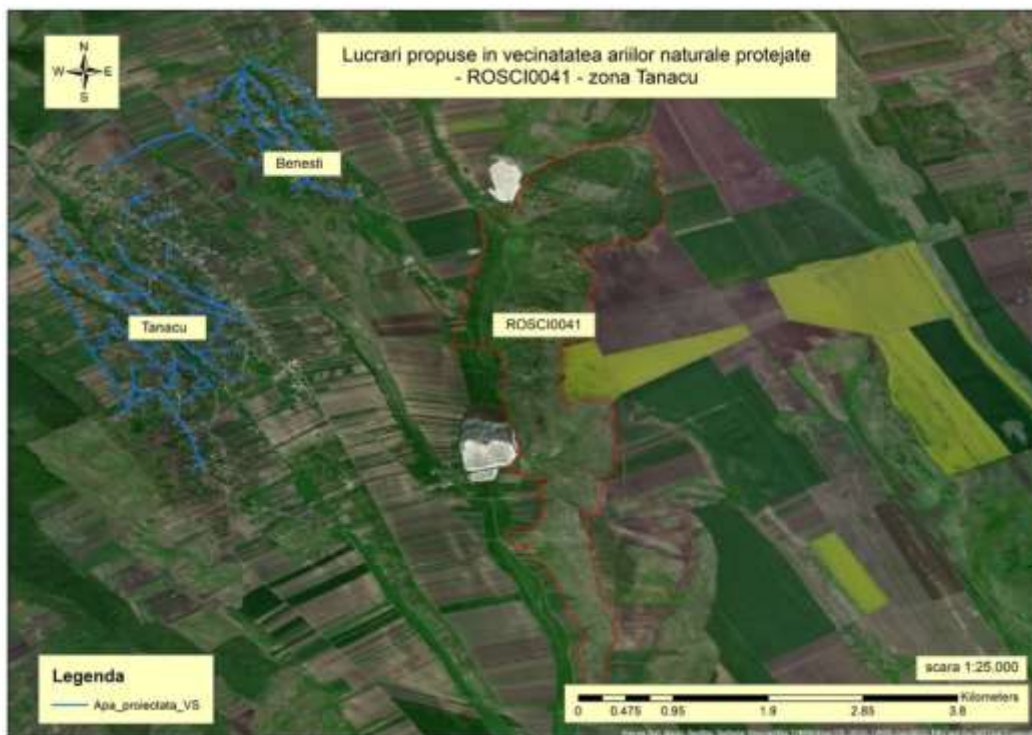 Lucrari propuse in vecinatatea ariilor naturale protejate
- ROSCI0041 - zona Tanacu
N
W E
S
Benesti
ROSCI0041
Tanacu
Legenda
Apa_proiectata_VS
scara 1:25.000
Kilometers
0 0.475 0.95 1.9 2.85 3.8